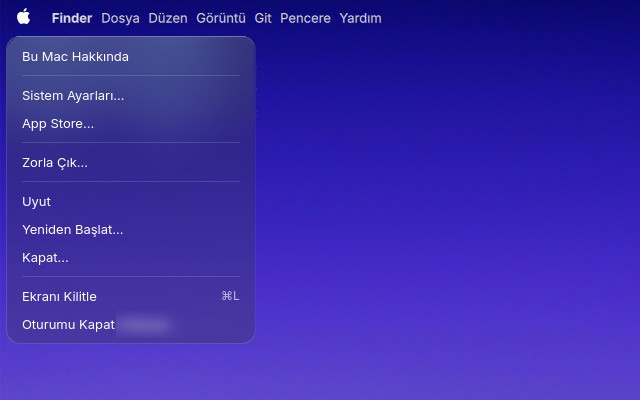 Finder Dosya Düzen Görüntü Git Pencere Yardım
Bu Mac Hakkında
Sistem Ayarları...
App Store...
Zorla Çık...
Uyut
Yeniden Başlat...
Kapat...
Ekranı Kilitle ⌘L
Oturumu Kapat